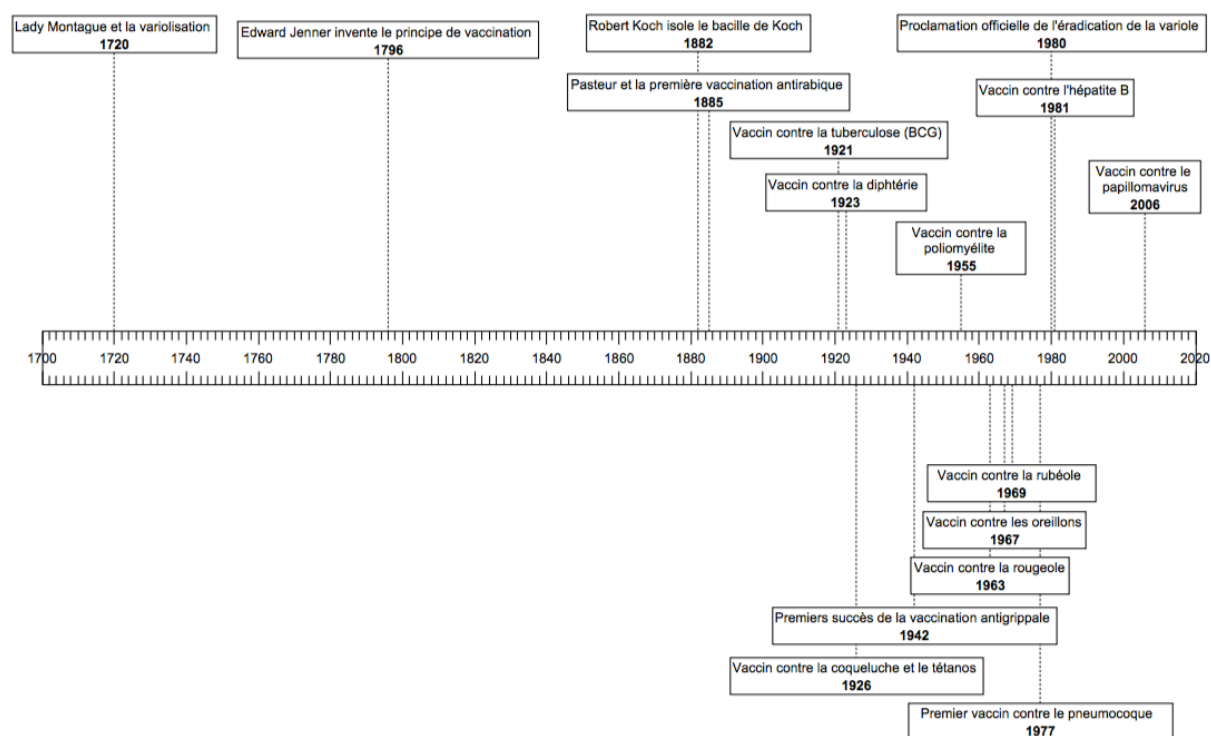 Lady Montague et la variolisation
1720
Edward Jenner invente le principe de vaccination
1796
Robert Koch isole le bacille de Koch
1882
Proclamation officielle de l'éradication de la variole
1980
Pasteur et la première vaccination antirabique
1885
Vaccin contre l'hépatite B
1981
Vaccin contre la tuberculose (BCG)
1921
Vaccin contre la diphtérie
1923
Vaccin contre le
papillomavirus
2006
Vaccin contre la
poliomyélite
1955
1700 1720 1740 1760 1780 1800 1820 1840 1860 1880 1900 1920 1940 1960 1980 2000 2020
Vaccin contre la rubéole
1969
Vaccin contre les oreillons
1967
Vaccin contre la rougeole
1963
Premiers succès de la vaccination antigrippale
1942
Vaccin contre la coqueluche et le tétanos
1926
Premier vaccin contre le pneumocoque
1977